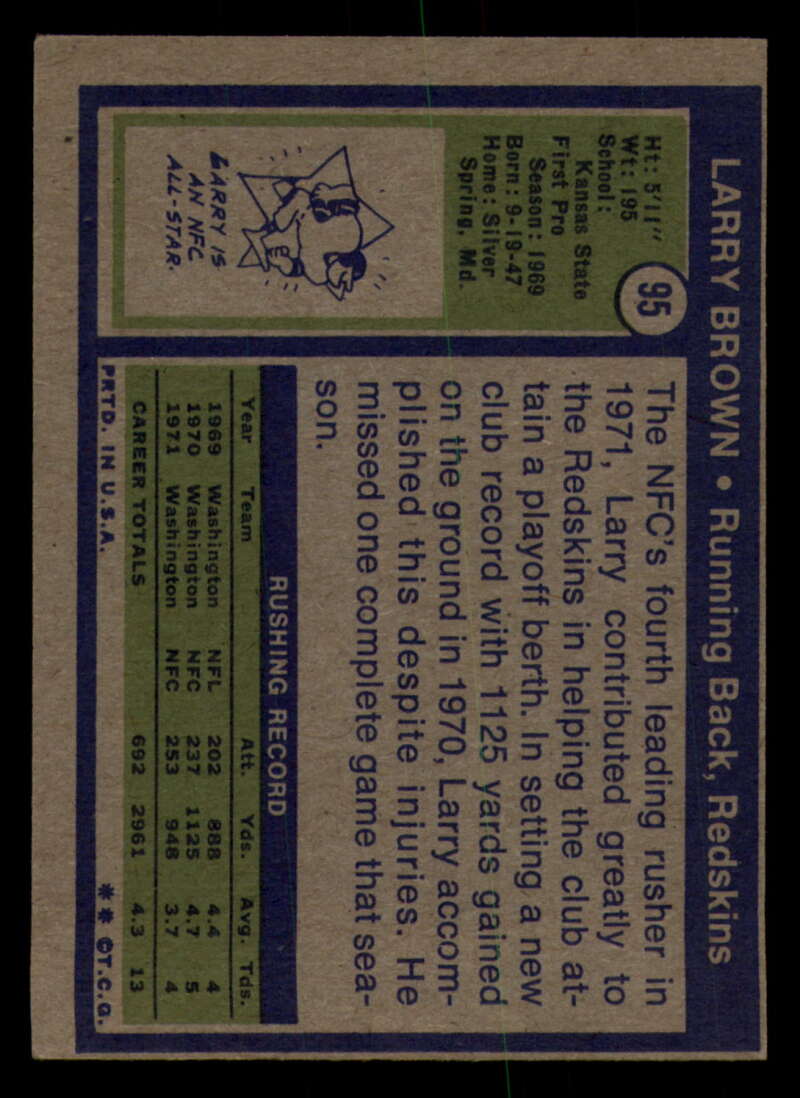 LARRY BROWN • Running Back, Redskins
95
Ht: 5'11"
Wt: 195
School:
Kansas State
First Pro
Season: 1969
Born: 9-19-47
Home: Silver
Spring, Md.
LARRY IS
AN NFC
ALL-STAR.
The NFC's fourth leading rusher in
1971, Larry contributed greatly to
the Redskins in helping the club at-
tain a playoff berth. In setting a new
club record with 1125 yards gained
on the ground in 1970, Larry accom-
plished this despite injuries. He
missed one complete game that sea-
son.
RUSHING RECORD
Year Team Att. Yds. Avg. Tds.
1969 Washington NFL 202 888 4.4 4
1970 Washington NFC 237 1125 4.7 5
1971 Washington NFC 253 948 3.7 4
CAREER TOTALS 692 2961 4.3 13
PRTD. IN U.S.A. ** ©T.C.G.